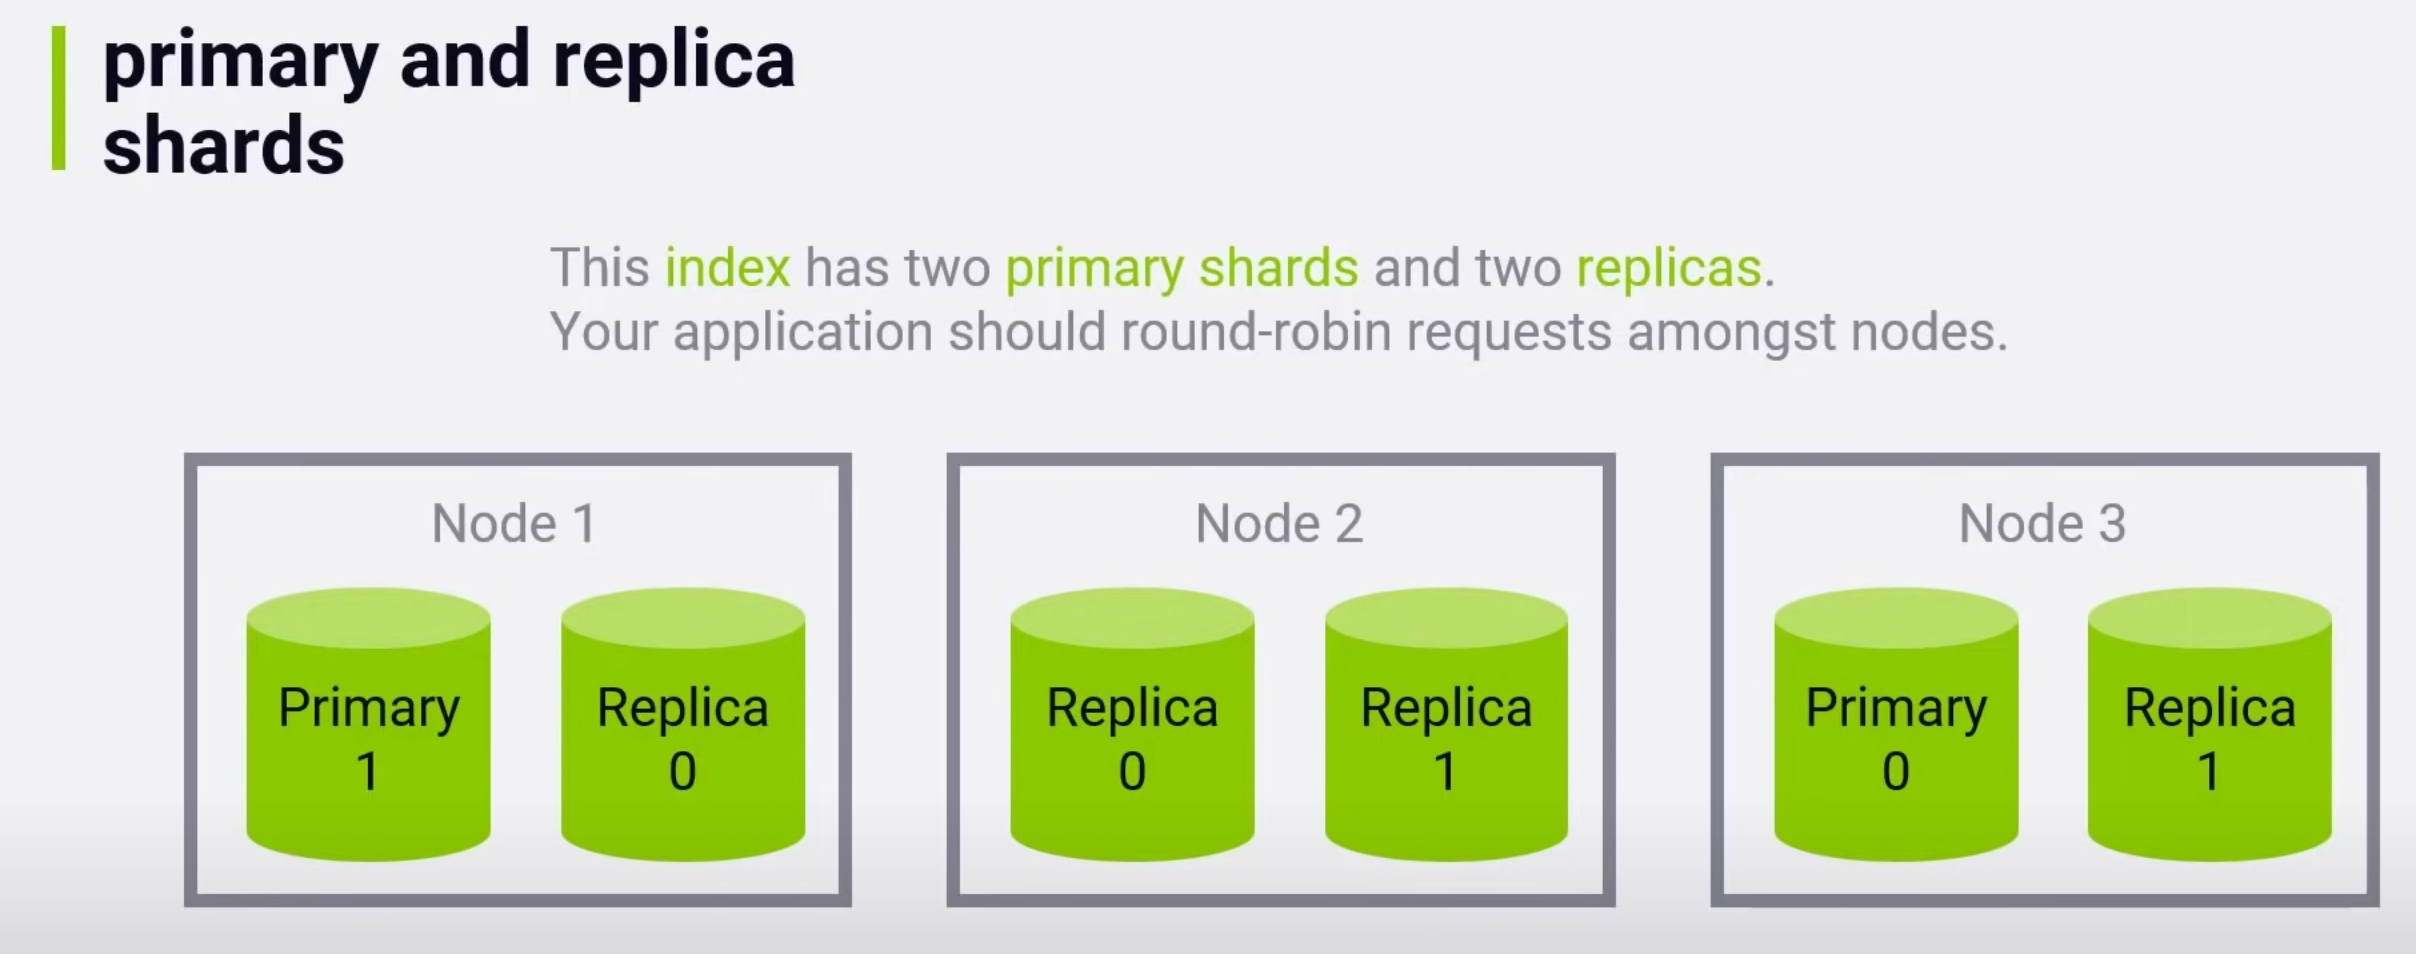 primary and replica
shards
This index has two primary shards and two replicas.
Your application should round-robin requests amongst nodes.
Node 1
Primary
1
Replica
0
Node 2
Replica
0
Replica
1
Node 3
Primary
0
Replica
1